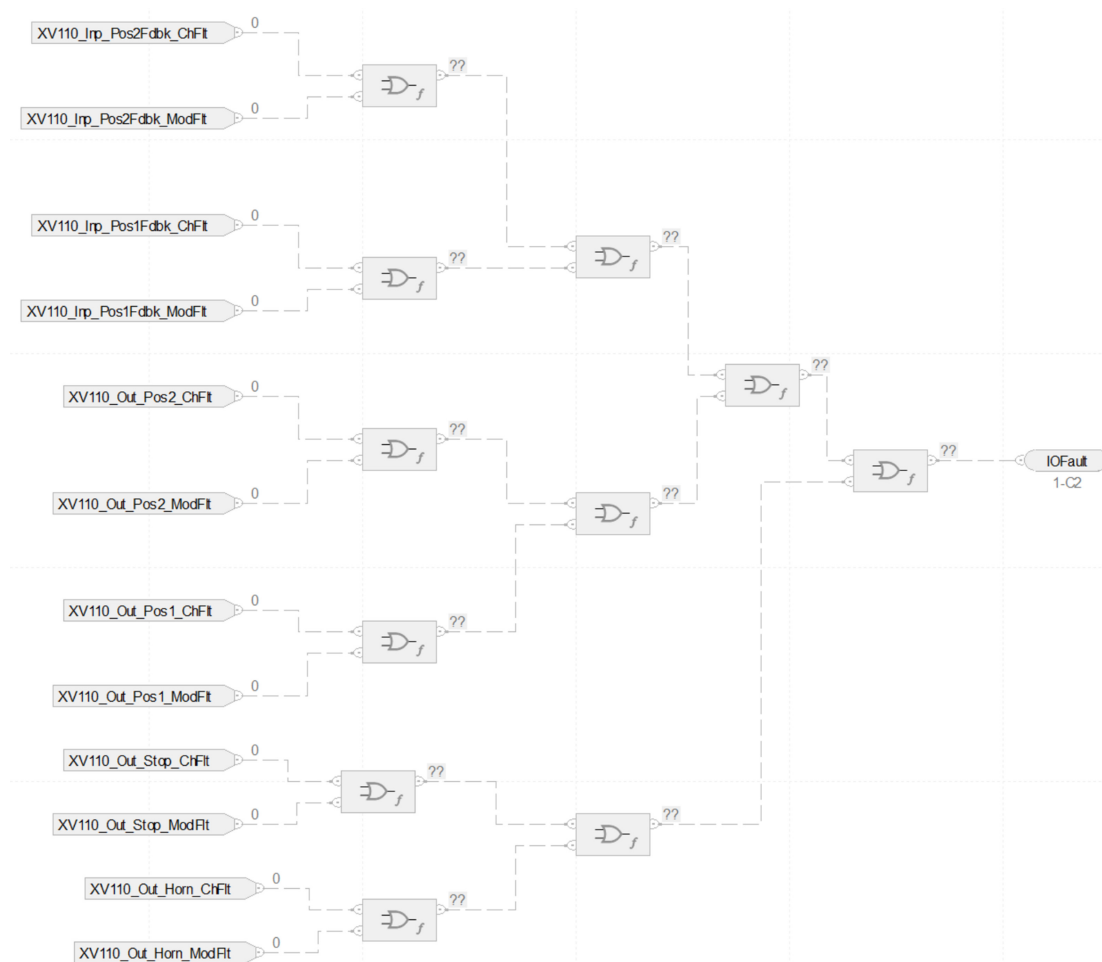 XV110_Inp_Pos2Fdbk_ChFlt
0
??
XV110_Inp_Pos2Fdbk_ModFlt
0
XV110_Inp_Pos1Fdbk_ChFlt
0
??
??
XV110_Inp_Pos1Fdbk_ModFlt
0
??
XV110_Out_Pos2_ChFlt
0
??
??
IOFault
1-C2
XV110_Out_Pos2_ModFlt
0
??
XV110_Out_Pos1_ChFlt
0
??
XV110_Out_Pos1_ModFlt
0
XV110_Out_Stop_ChFlt
0
??
XV110_Out_Stop_ModFlt
0
??
XV110_Out_Horn_ChFlt
0
??
XV110_Out_Horn_ModFlt
0